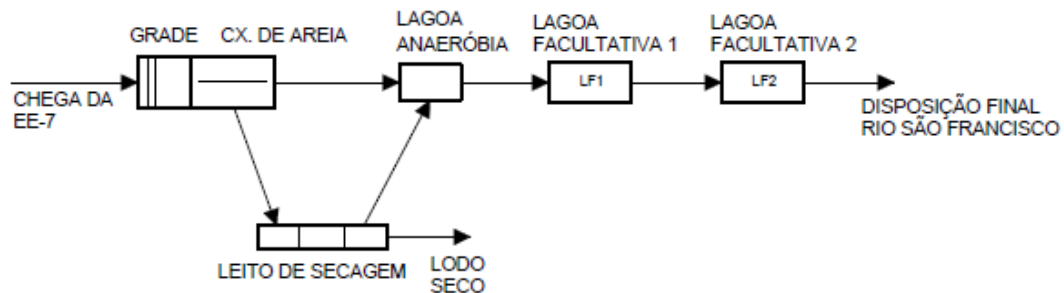 GRADE
CX. DE AREIA
LAGOA
ANAERÓBIA
LAGOA
FACULTATIVA 1
LAGOA
FACULTATIVA 2
LF1
LF2
CHEGA DA
EE-7
DISPOSIÇÃO FINAL
RIO SÃO FRANCISCO
LEITO DE SECAGEM
LODO
SECO